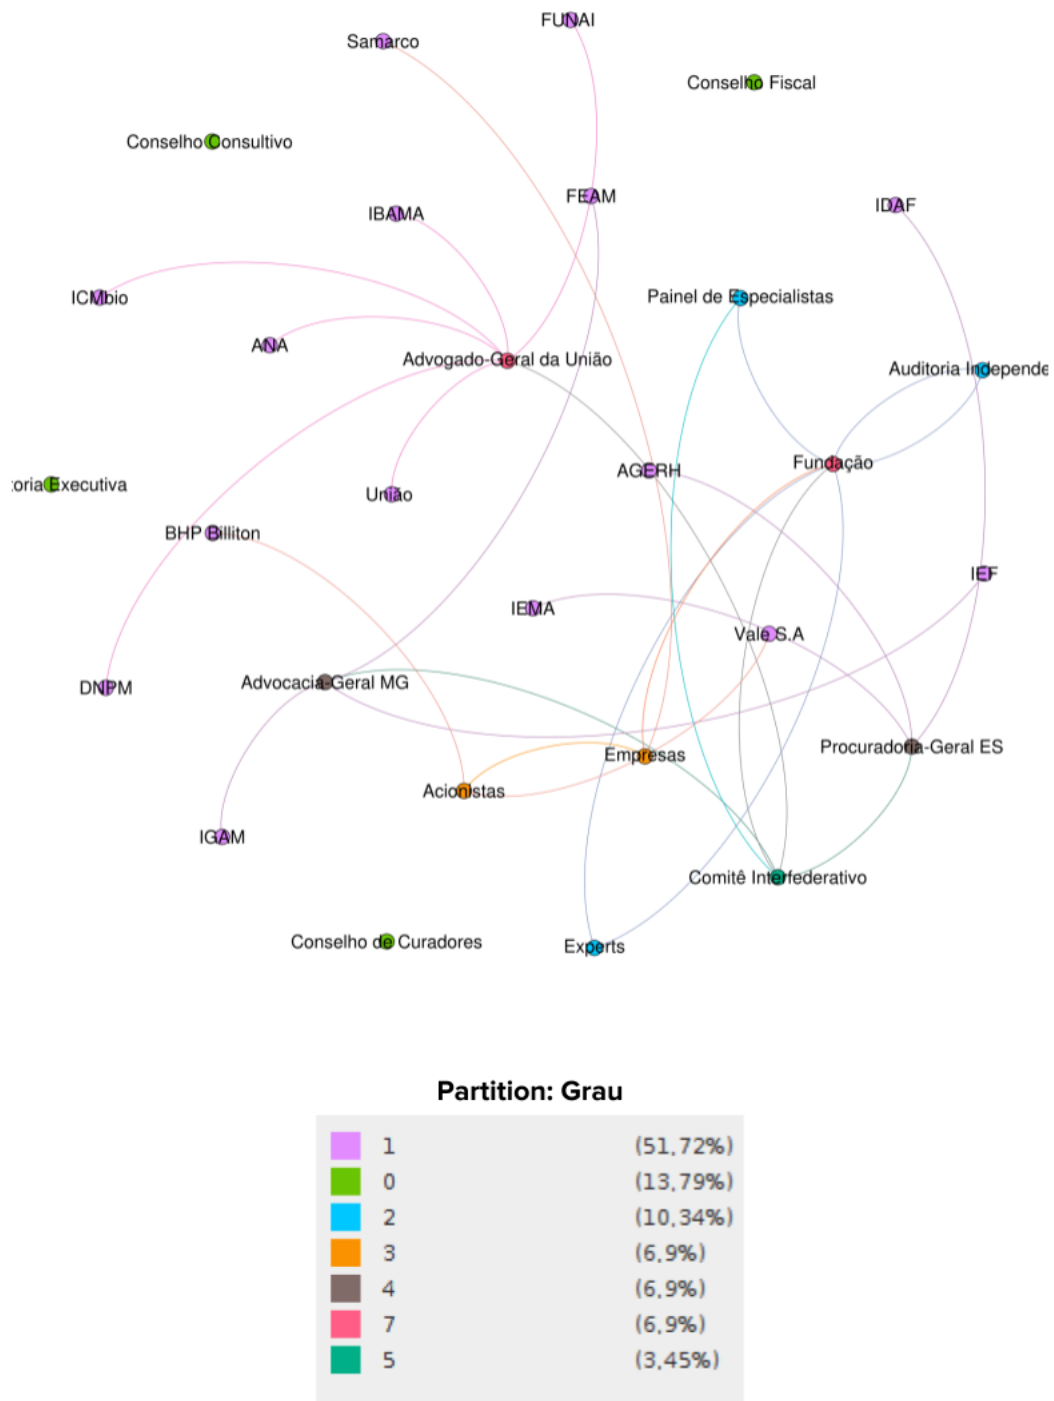 FUNAI
Samarco
Conselho Fiscal
Conselho Consultivo
FEAM
IDAF
IBAMA
ICMbio
Painel de Especialistas
ANA
Advogado-Geral da União
Auditoria Independe
Fundação
AGERH
oria Executiva
União
BHP Billiton
IEF
IEMA
Vale S.A
Advocacia-Geral MG
DNPM
Procuradoria-Geral ES
Empresas
Acionistas
IGAM
Comitê Interfederativo
Conselho de Curadores
Experts
Partition: Grau
1 (51,72%)
0 (13,79%)
2 (10,34%)
3 (6,9%)
4 (6,9%)
7 (6,9%)
5 (3,45%)